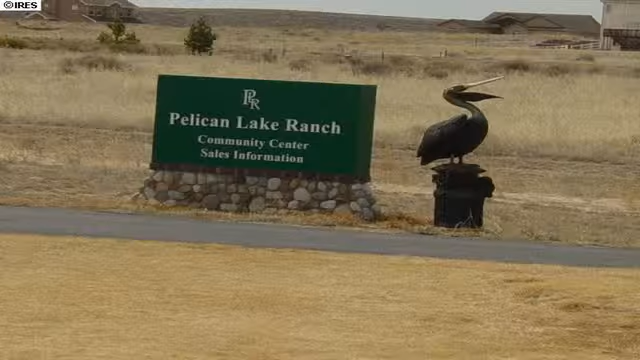 ©IRES
PR
Pelican Lake Ranch
Community Center
Sales Information